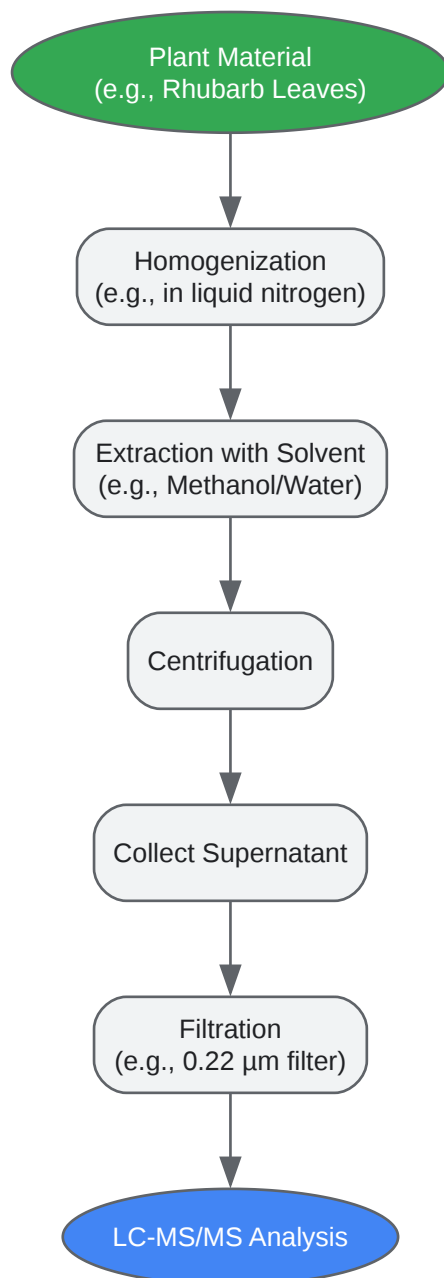 Plant Material
(e.g., Rhubarb Leaves)
Homogenization
(e.g., in liquid nitrogen)
Extraction with Solvent
(e.g., Methanol/Water)
Centrifugation
Collect Supernatant
Filtration
(e.g., 0.22 µm filter)
LC-MS/MS Analysis